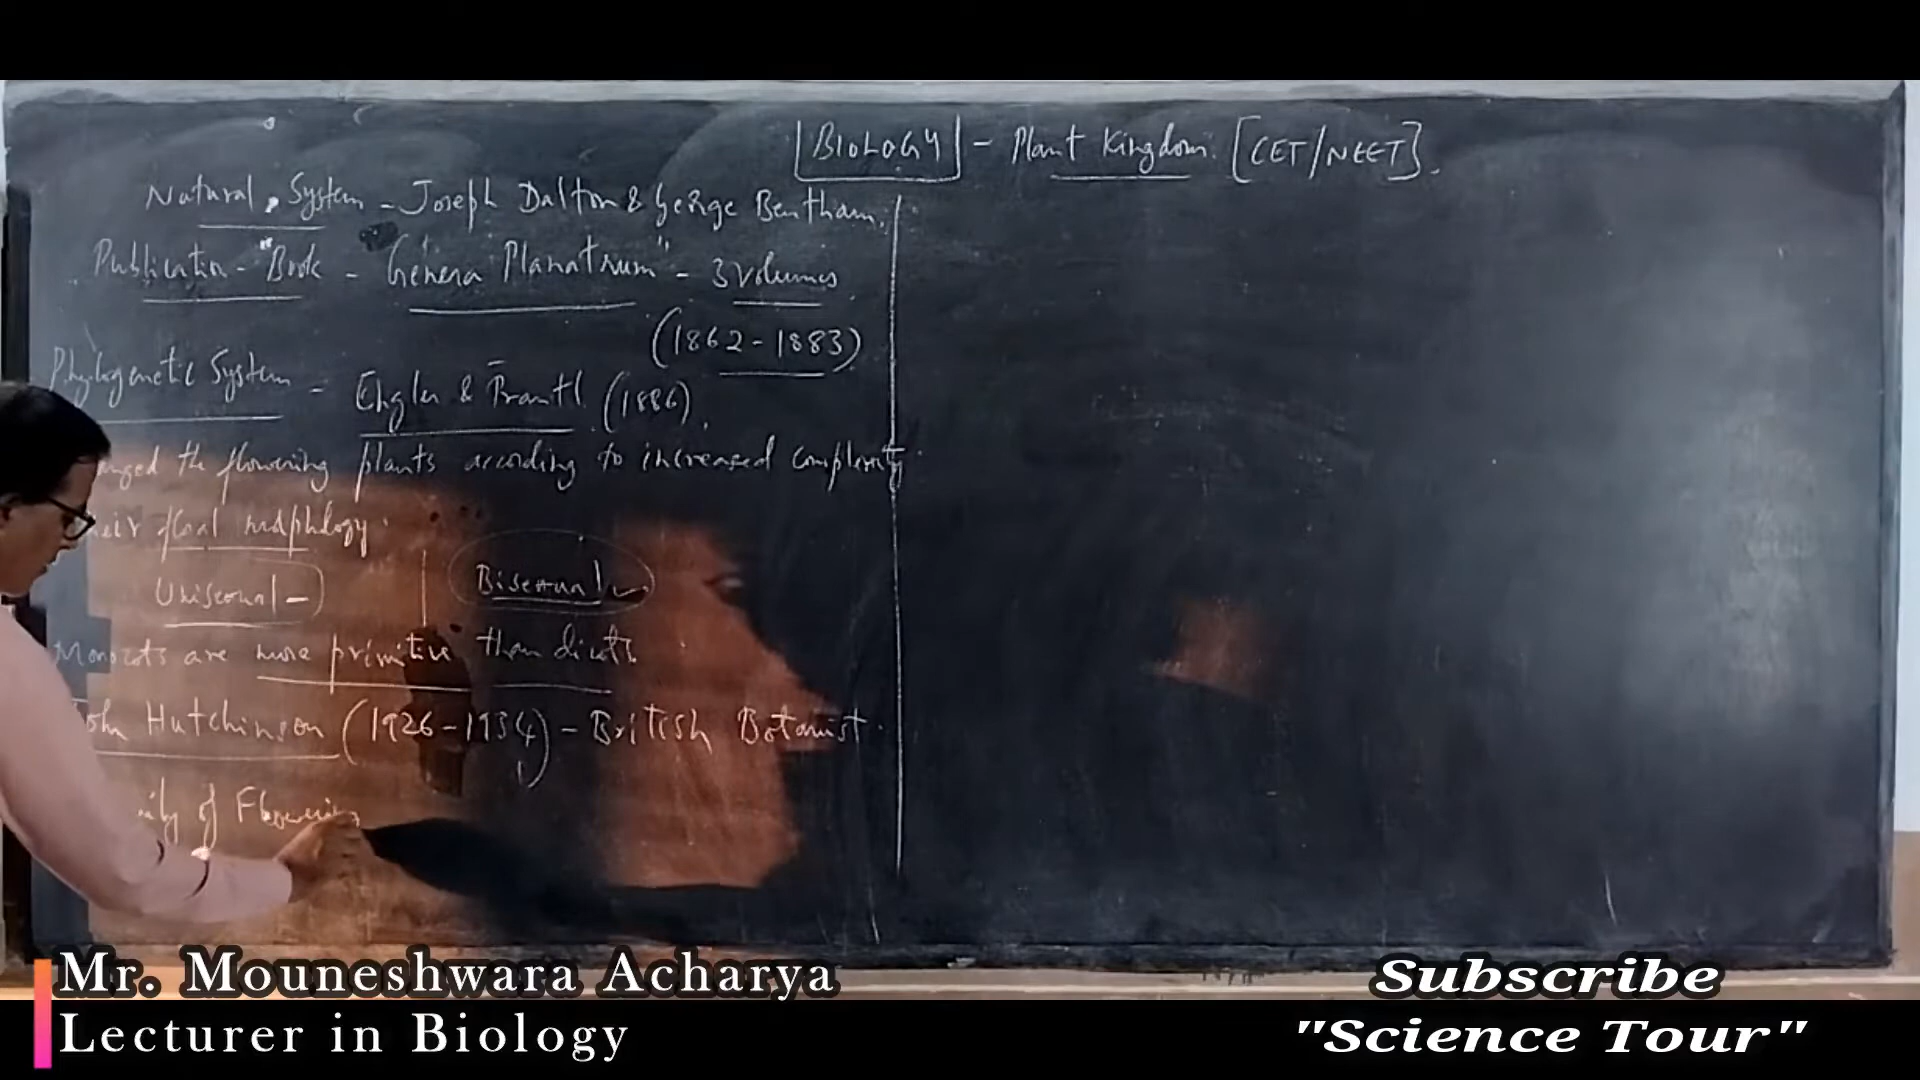 [BIOLOGY] - Plant Kingdom. [CET/NEET].
Natural System - Joseph Dalton & George Bentham.
Publication - Book - "Genera Planatrum" - 3 volumes
(1862 - 1883)
Phylogenetic System - Engler & Prantl. (1886).
the flowering plants according to increased complexity
floral morphology.
Unisexual - Bisexual
Monocots are more primitive than dicots
John Hutchinson (1926-1934) - British Botanist.
of Flowering
Mr. Mouneshwara Acharya
Lecturer in Biology
Subscribe
"Science Tour"